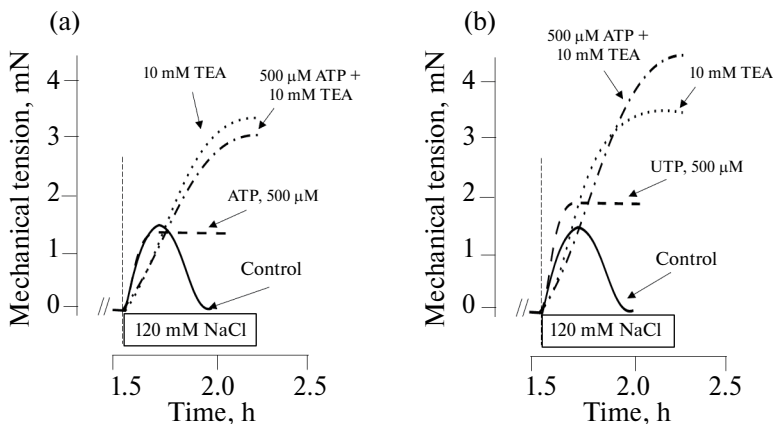 (a)
Mechanical tension, mN
4
3
2
1
0
10 mM TEA
500 μM ATP +
10 mM TEA
ATP, 500 μM
Control
//
120 mM NaCl
1.5
2.0
2.5
Time, h
(b)
Mechanical tension, mN
4
3
2
1
0
500 μM ATP +
10 mM TEA
10 mM TEA
UTP, 500 μM
Control
//
120 mM NaCl
1.5
2.0
2.5
Time, h